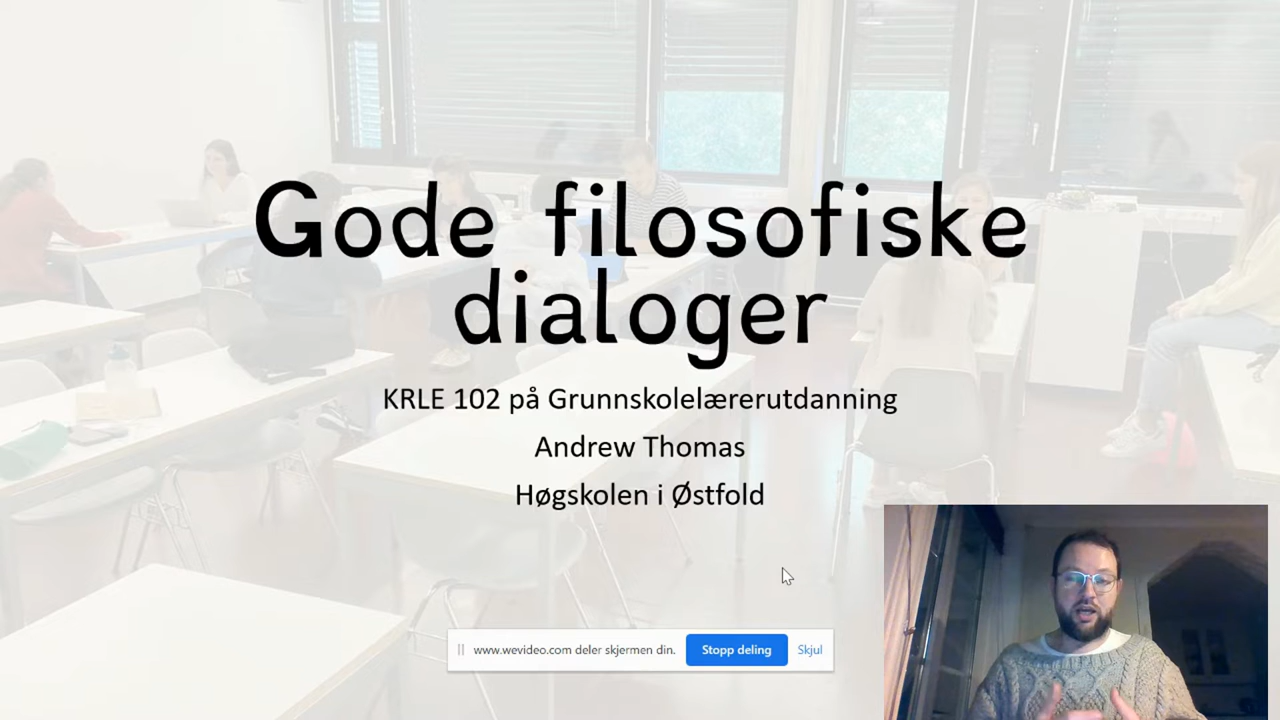 Gode filosofiske
dialoger
KRLE 102 på Grunnskolelærerutdanning
Andrew Thomas
Høgskolen i Østfold
www.wevideo.com deler skjermen din.
Stopp deling
Skjul